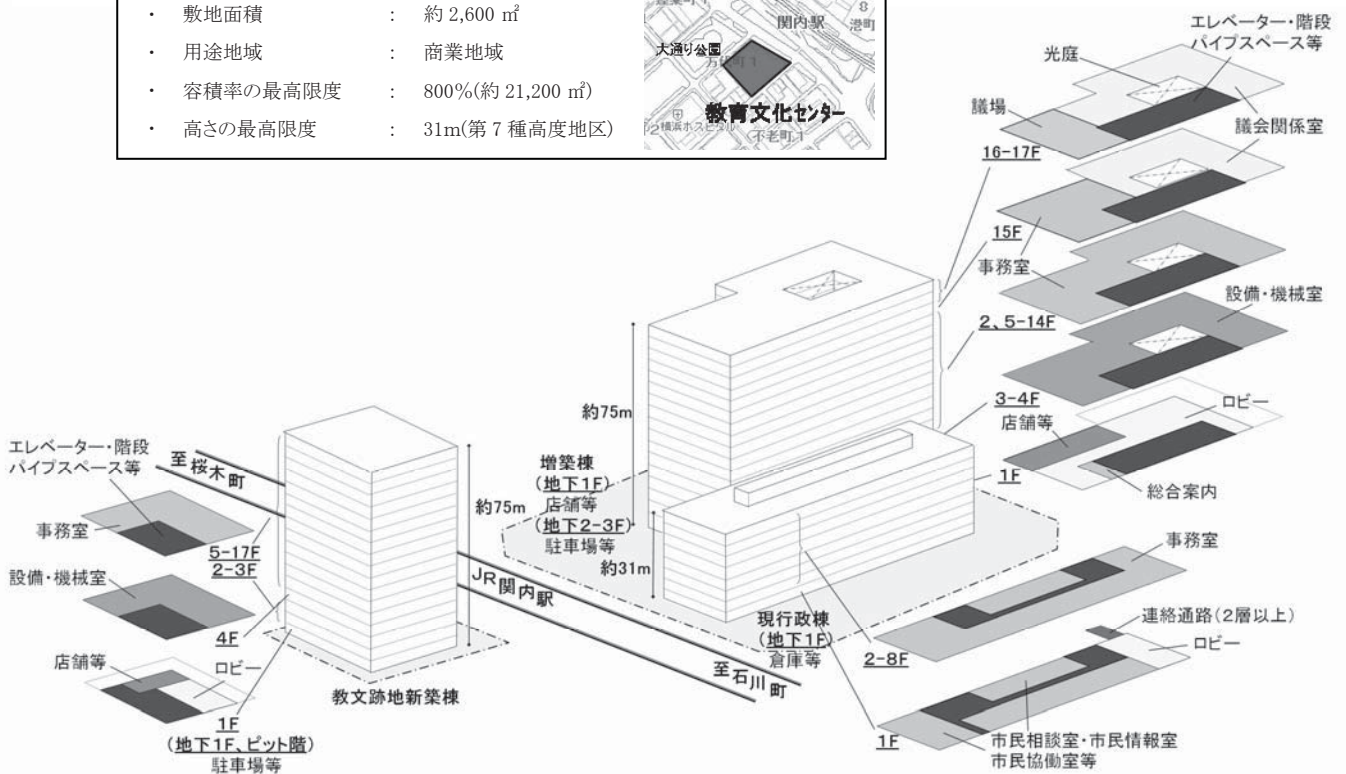 ・ 敷地面積 : 約 2,600 ㎡
・ 用途地域 : 商業地域
・ 容積率の最高限度 : 800%(約 21,200 ㎡)
・ 高さの最高限度 : 31m(第 7 種高度地区)
関内駅
港町
大通り公園
万代町1
教育文化センター
横浜ホスピタル
不老町1
エレベーター・階段
パイプスペース等
光庭
議場
議会関係室
16-17F
15F
事務室
設備・機械室
2、5-14F
3-4F
店舗等
ロビー
1F
総合案内
約75m
増築棟
(地下1F)
店舗等
(地下2-3F)
駐車場等
約31m
現行政棟
(地下1F)
倉庫等
事務室
2-8F
連絡通路(2層以上)
ロビー
1F
市民相談室・市民情報室
市民協働室等
エレベーター・階段
パイプスペース等
至桜木町
事務室
5-17F
2-3F
設備・機械室
4F
店舗等
ロビー
1F
(地下1F、ピット階)
駐車場等
約75m
教文跡地新築棟
JR関内駅
至石川町